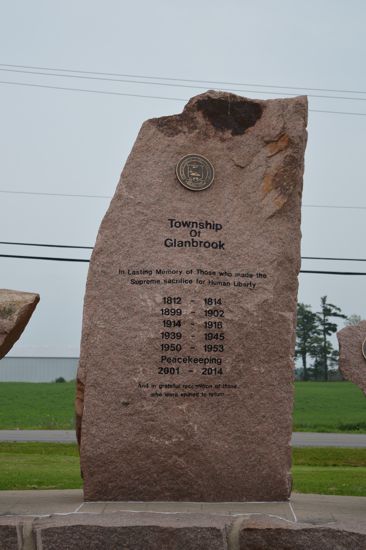 Township
Of
Glanbrook
In Lasting Memory of Those who made the
Supreme sacrifice for Human Liberty
1812 - 1814
1899 - 1902
1914 - 1918
1939 - 1945
1950 - 1953
Peacekeeping
2001 - 2014
And in grateful recognition of those
who were spared to return